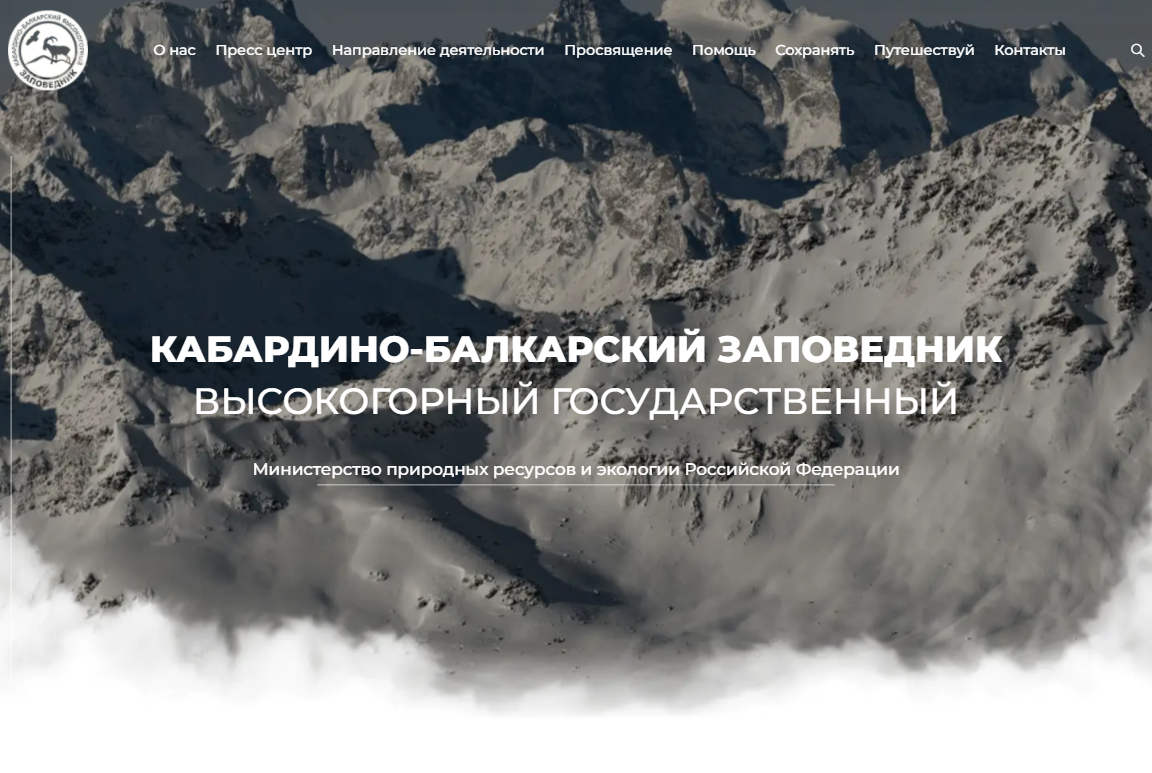 КАБАРДИНО-БАЛКАРСКИЙ ВЫСОКОГОРНЫЙ
ЗАПОВЕДНИК
О нас Пресс центр Направление деятельности Просвящение Помощь Сохранять Путешествуй Контакты
КАБАРДИНО-БАЛКАРСКИЙ ЗАПОВЕДНИК
ВЫСОКОГОРНЫЙ ГОСУДАРСТВЕННЫЙ
Министерство природных ресурсов и экологии Российской Федерации